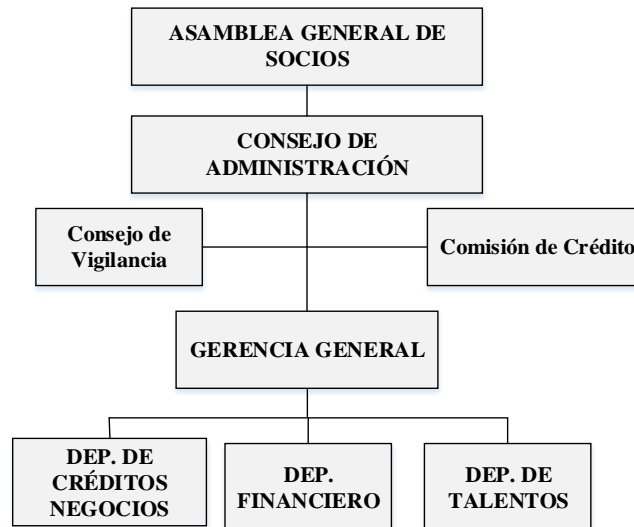 ASAMBLEA GENERAL DE
SOCIOS
CONSEJO DE
ADMINISTRACIÓN
Consejo de
Vigilancia
Comisión de Crédito
GERENCIA GENERAL
DEP. DE
CRÉDITOS
NEGOCIOS
DEP.
FINANCIERO
DEP. DE
TALENTOS